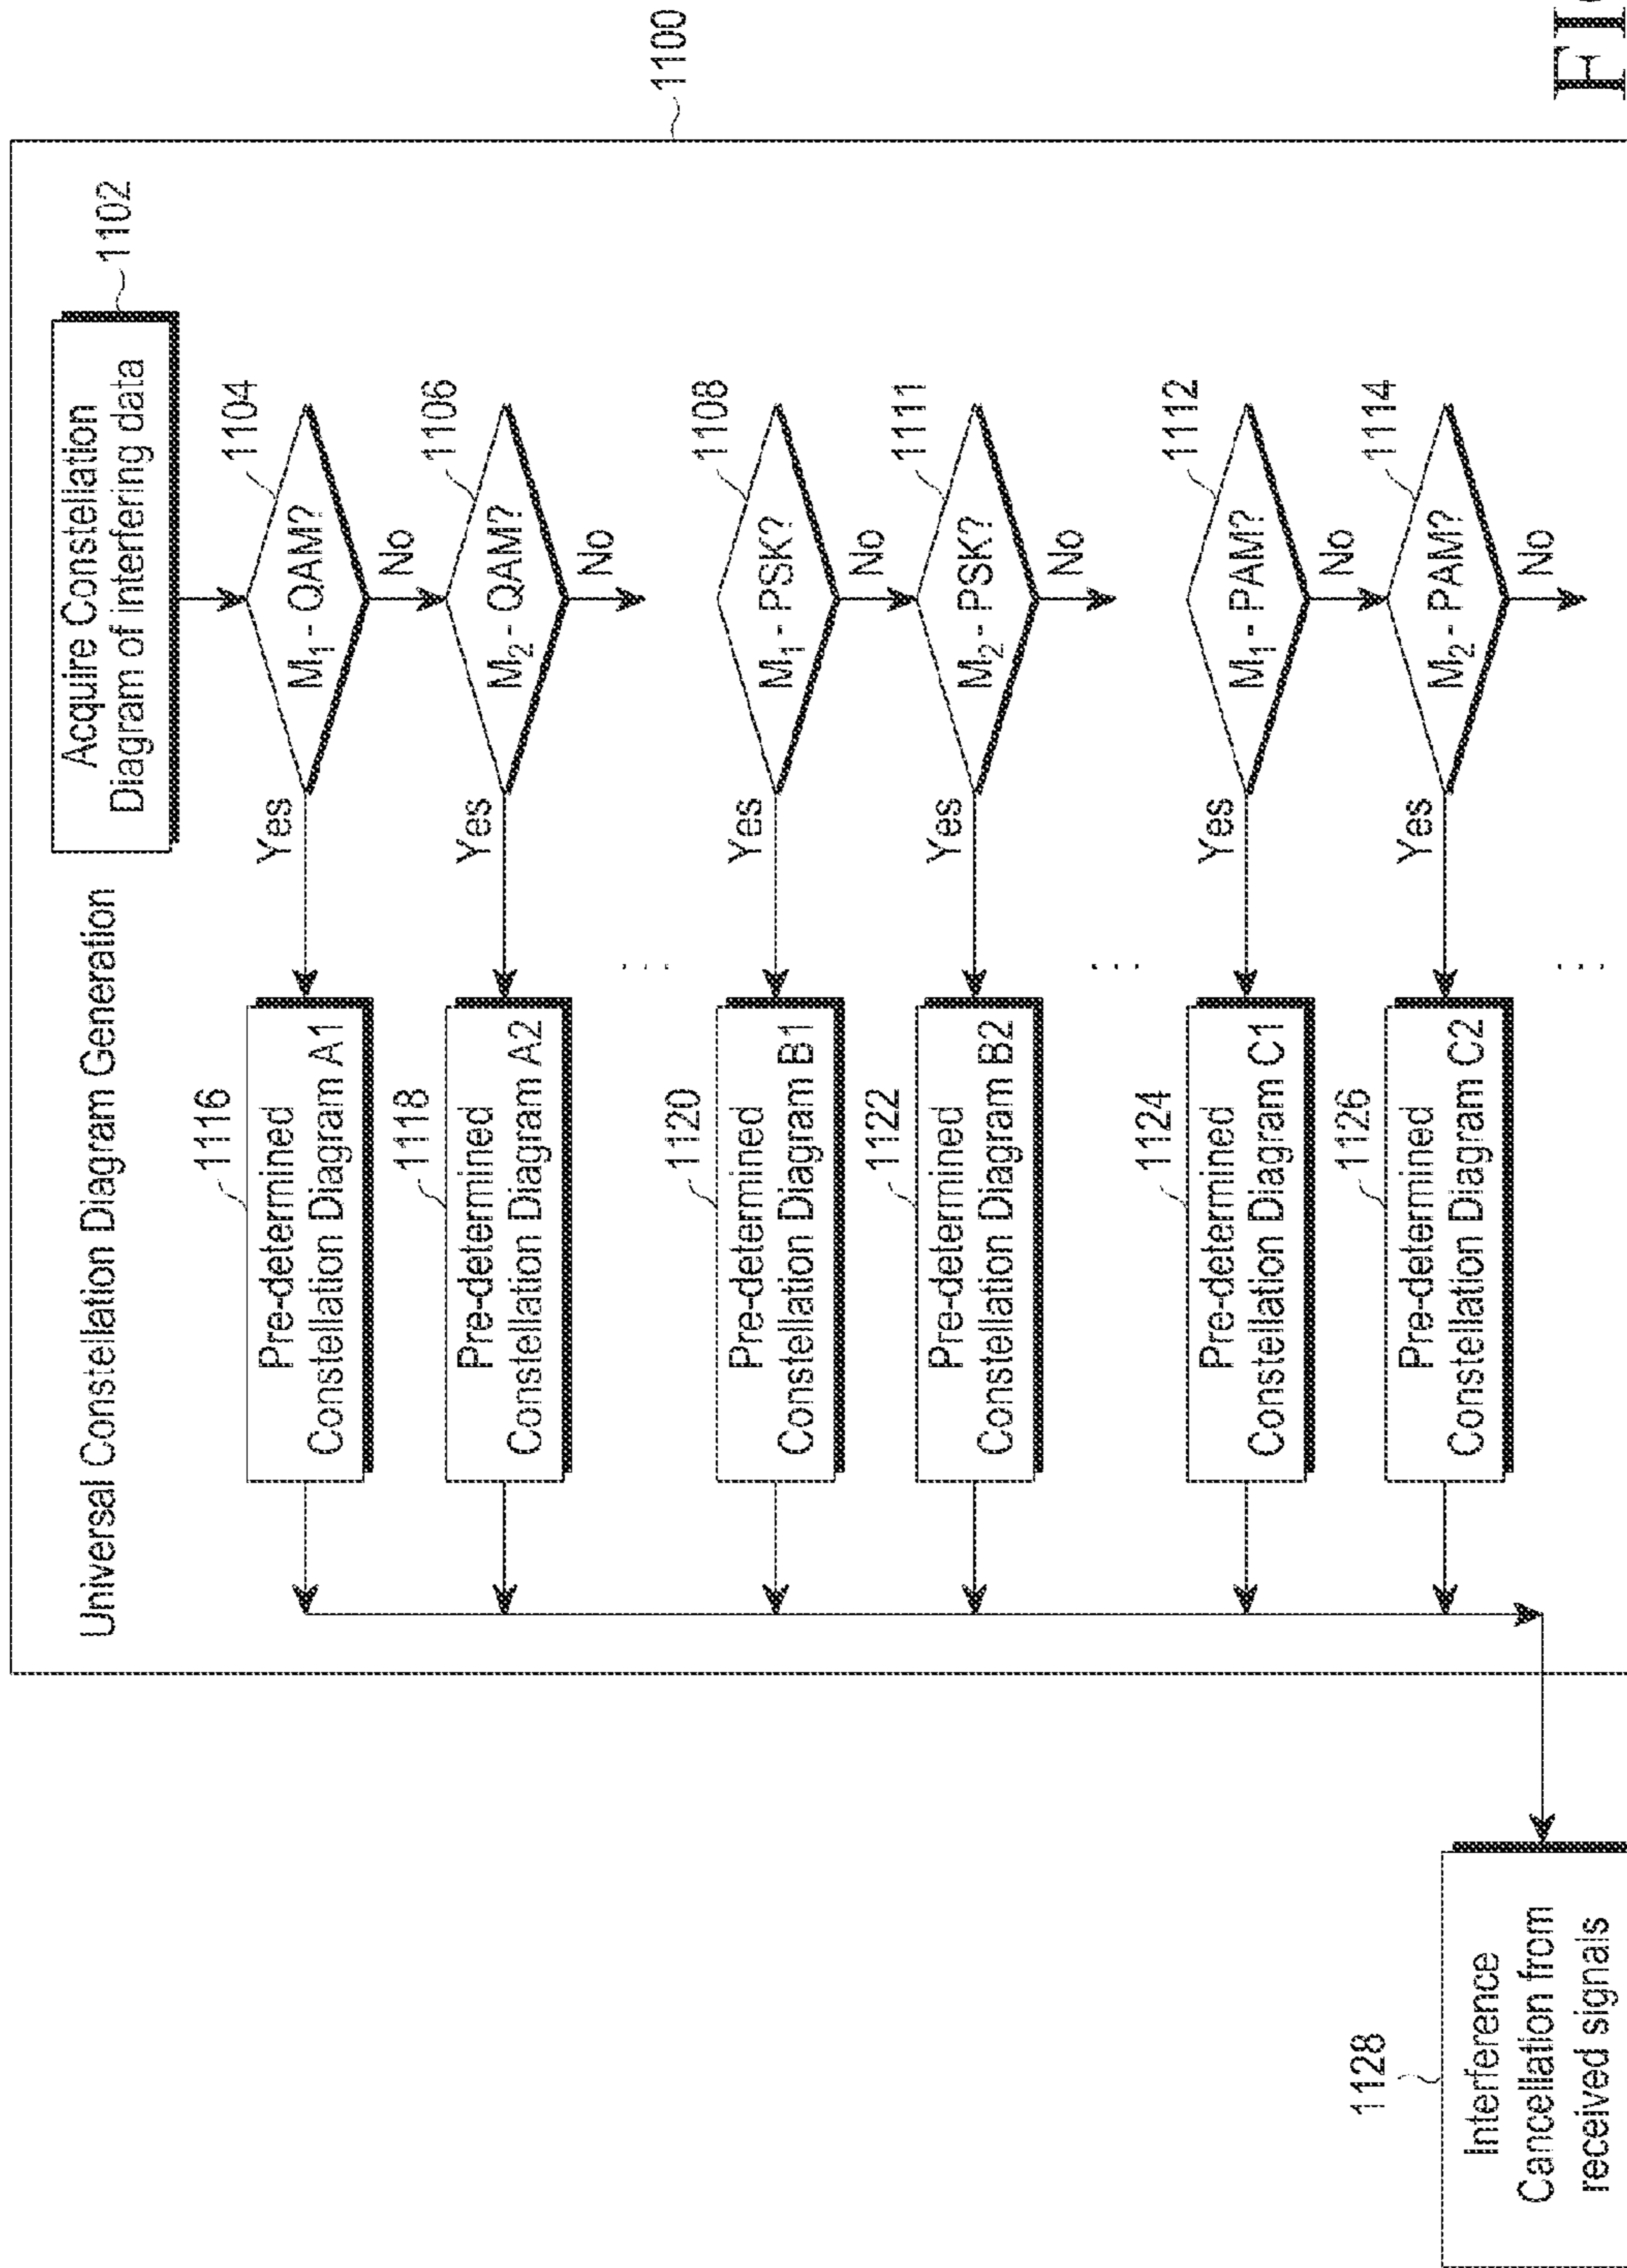 Universal Constellation Diagram Generation
Acquire Constellation
Diagram of interfering data
1102
1100
1104
M1 - QAM?
Yes
No
1116
Pre-determined
Constellation Diagram A1
1106
M2 - QAM?
Yes
No
1118
Pre-determined
Constellation Diagram A2
...
1108
M1 - PSK?
Yes
No
1120
Pre-determined
Constellation Diagram B1
1111
M2 - PSK?
Yes
No
1122
Pre-determined
Constellation Diagram B2
...
1112
M1 - PAM?
Yes
No
1124
Pre-determined
Constellation Diagram C1
1114
M2 - PAM?
Yes
No
1126
Pre-determined
Constellation Diagram C2
...
1128
Interference
Cancellation from
received signals